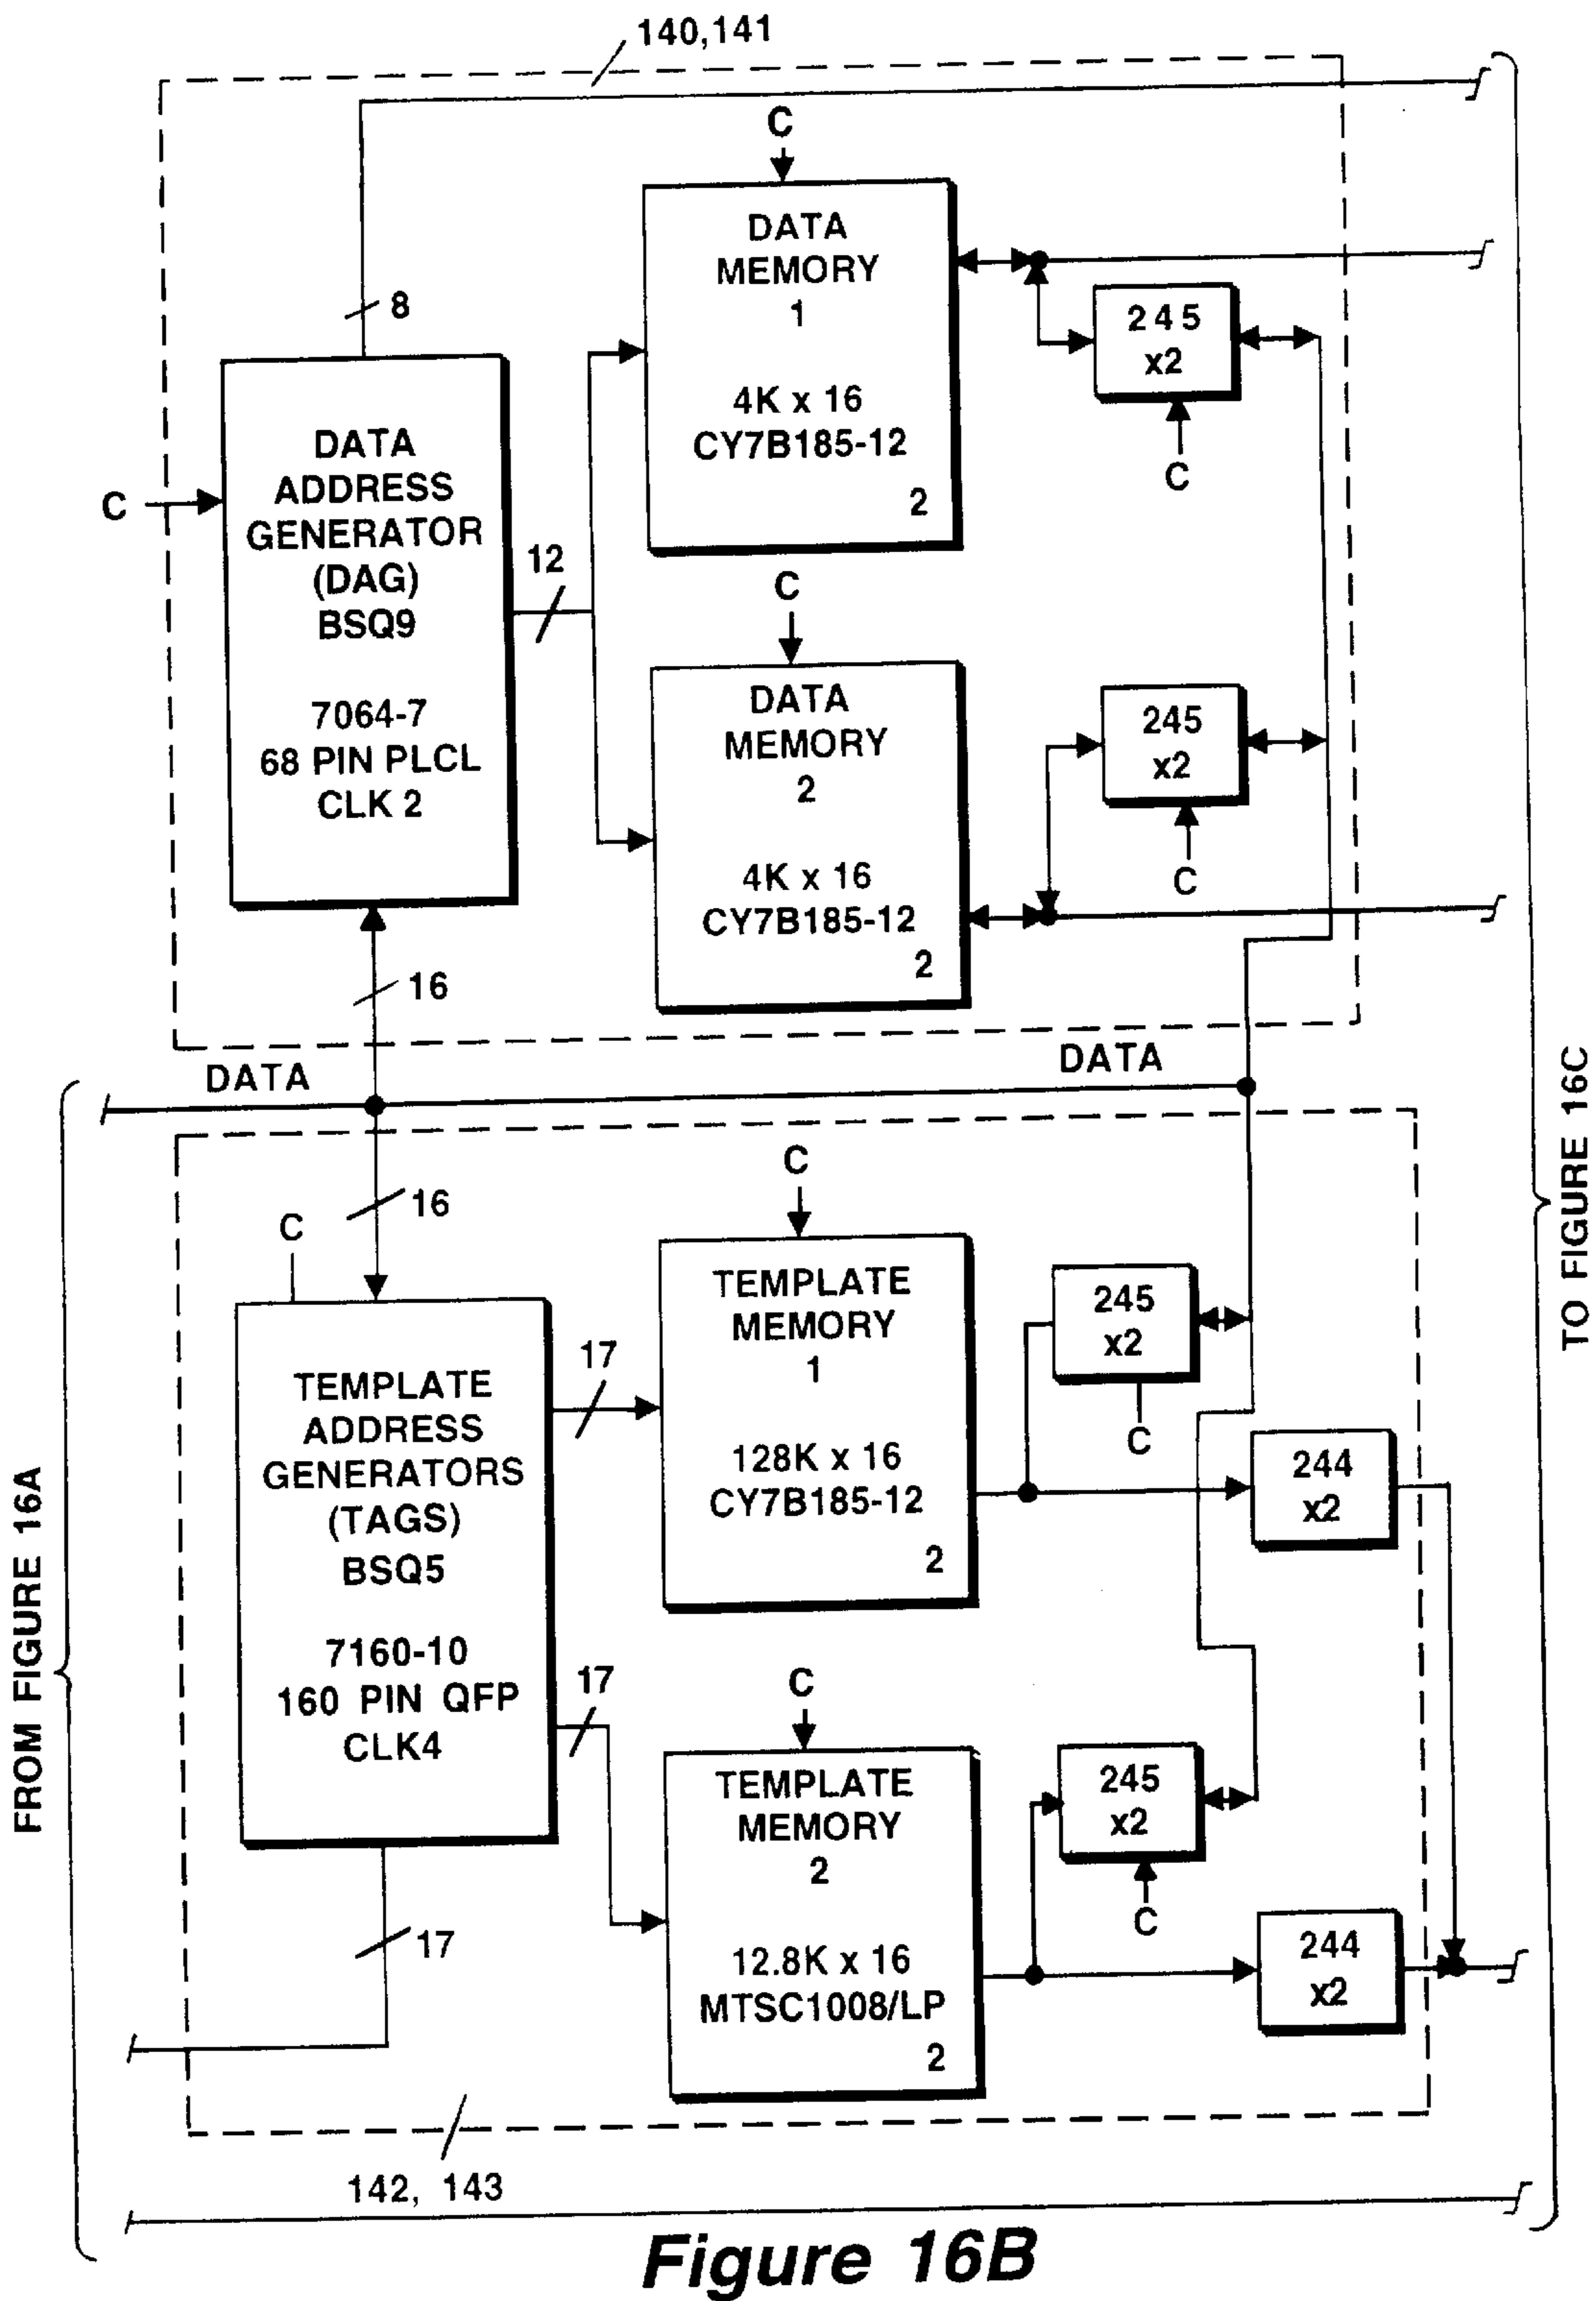 140,141
C
DATA
MEMORY
1
4K x 16
CY7B185-12
2
245
x2
C
8
DATA
ADDRESS
GENERATOR
(DAG)
BSQ9
7064-7
68 PIN PLCL
CLK 2
C
12
C
DATA
MEMORY
2
4K x 16
CY7B185-12
2
245
x2
C
16
DATA
DATA
TO FIGURE 16C
FROM FIGURE 16A
16
C
C
TEMPLATE
ADDRESS
GENERATORS
(TAGS)
BSQ5
7160-10
160 PIN QFP
CLK4
17
TEMPLATE
MEMORY
1
128K x 16
CY7B185-12
2
245
x2
C
244
x2
17
C
TEMPLATE
MEMORY
2
12.8K x 16
MTSC1008/LP
2
245
x2
C
244
x2
17
142, 143
Figure 16B